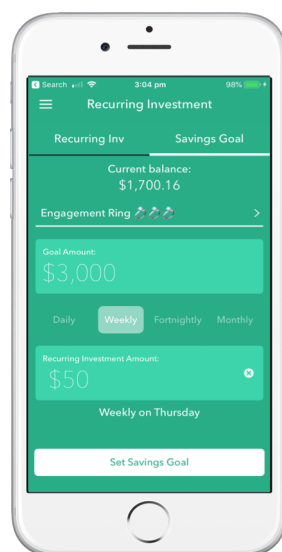 Search 3:04 pm 98%
Recurring Investment
Recurring Inv Savings Goal
Current balance:
$1,700.16
Engagement Ring 💍💍💍 >
Goal Amount:
$3,000
Daily Weekly Fortnightly Monthly
Recurring Investment Amount:
$50
Weekly on Thursday
Set Savings Goal